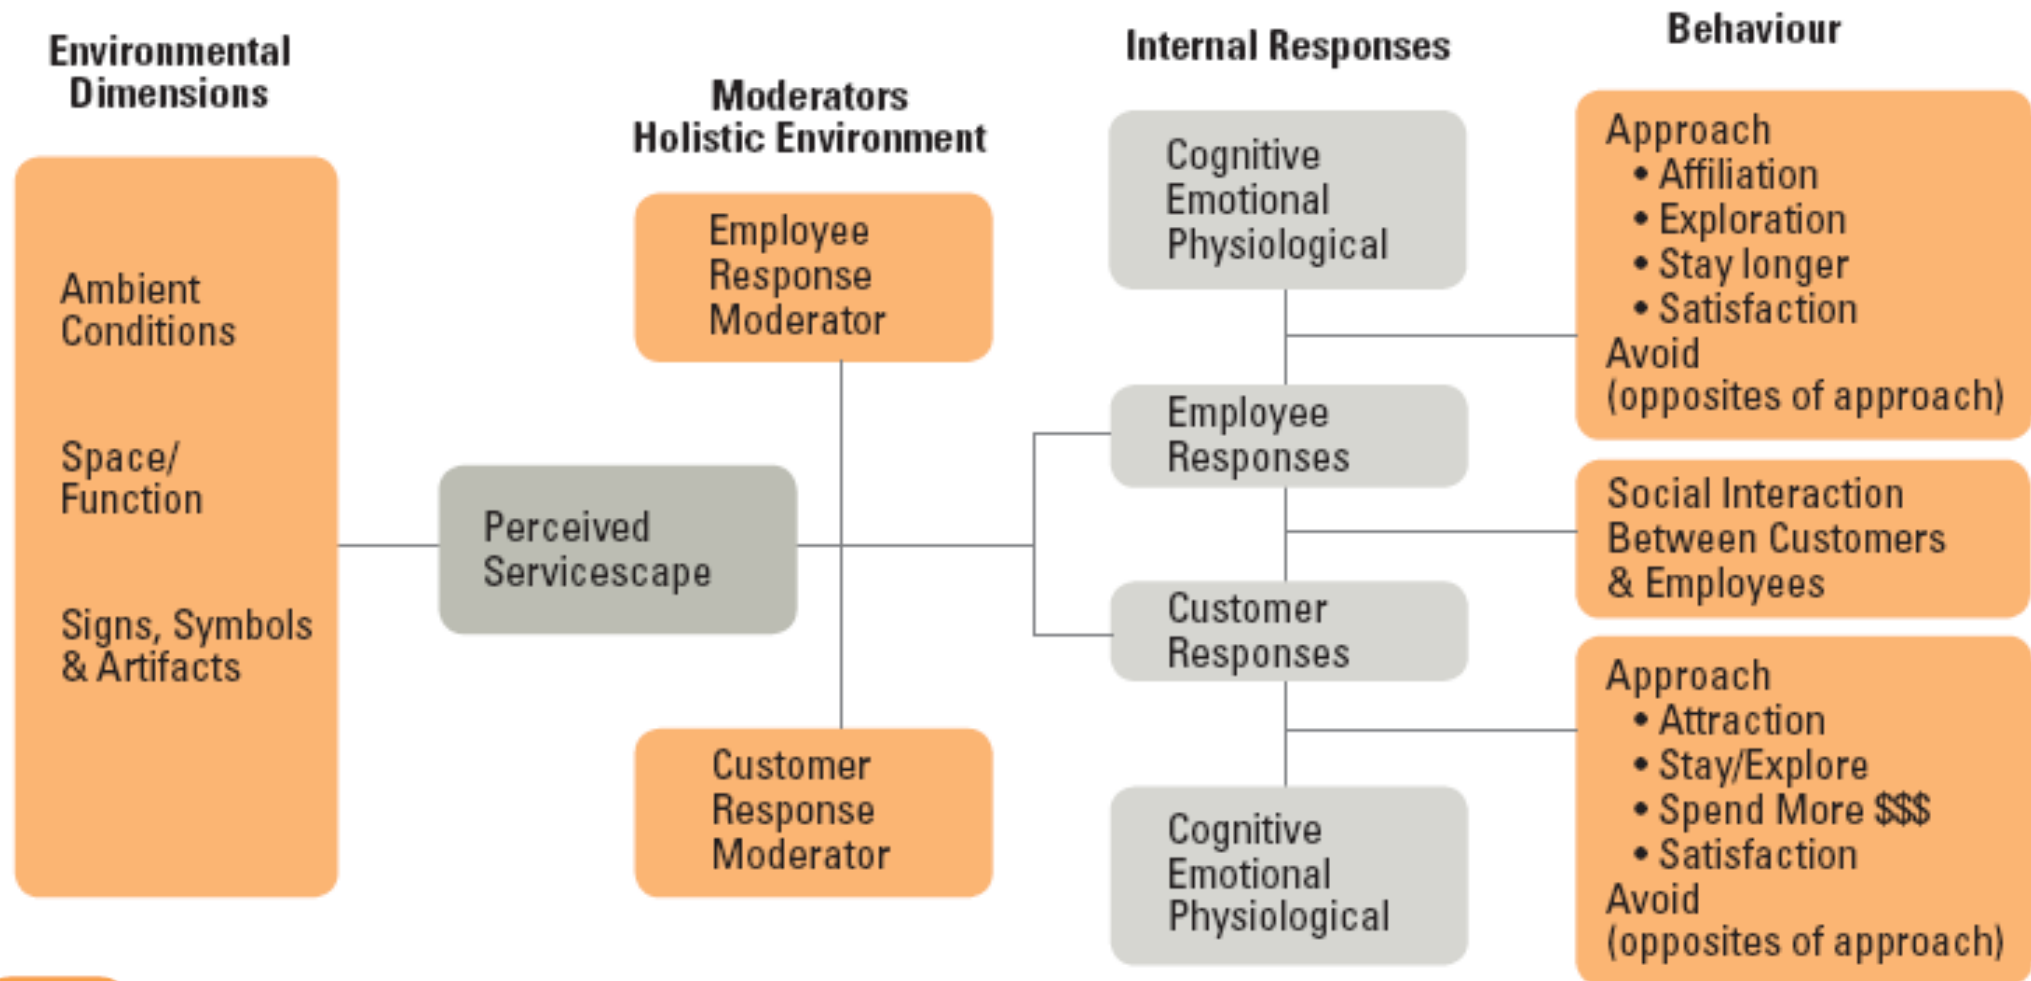 Environmental
Dimensions
Ambient
Conditions
Space/
Function
Signs, Symbols
& Artifacts
Perceived
Servicescape
Moderators
Holistic Environment
Employee
Response
Moderator
Customer
Response
Moderator
Internal Responses
Cognitive
Emotional
Physiological
Employee
Responses
Customer
Responses
Cognitive
Emotional
Physiological
Behaviour
Approach
• Affiliation
• Exploration
• Stay longer
• Satisfaction
Avoid
(opposites of approach)
Social Interaction
Between Customers
& Employees
Approach
• Attraction
• Stay/Explore
• Spend More $$$
• Satisfaction
Avoid
(opposites of approach)